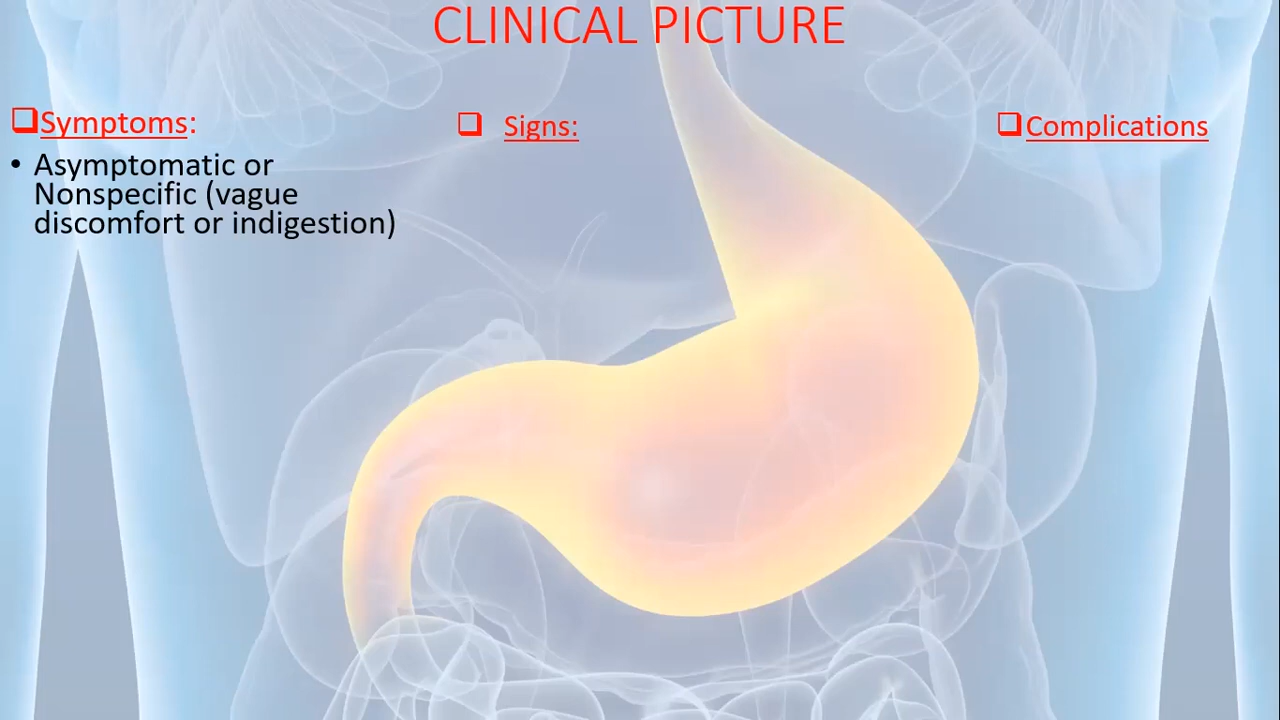 CLINICAL PICTURE
❑Symptoms:
• Asymptomatic or
Nonspecific (vague
discomfort or indigestion)
❑ Signs:
❑Complications